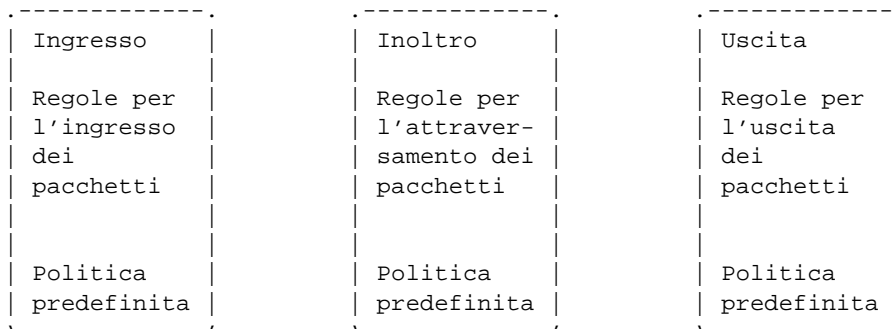 Ingresso Inoltro Uscita
Regole per Regole per Regole per
l'ingresso l'attraver- l'uscita
dei samento dei dei
pacchetti pacchetti pacchetti
Politica Politica Politica
predefinita predefinita predefinita